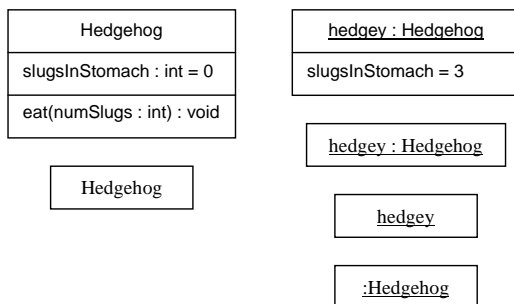 Hedgehog
slugsInStomach : int = 0
eat(numSlugs : int) : void
Hedgehog
hedgey : Hedgehog
slugsInStomach = 3
hedgey : Hedgehog
hedgey
:Hedgehog